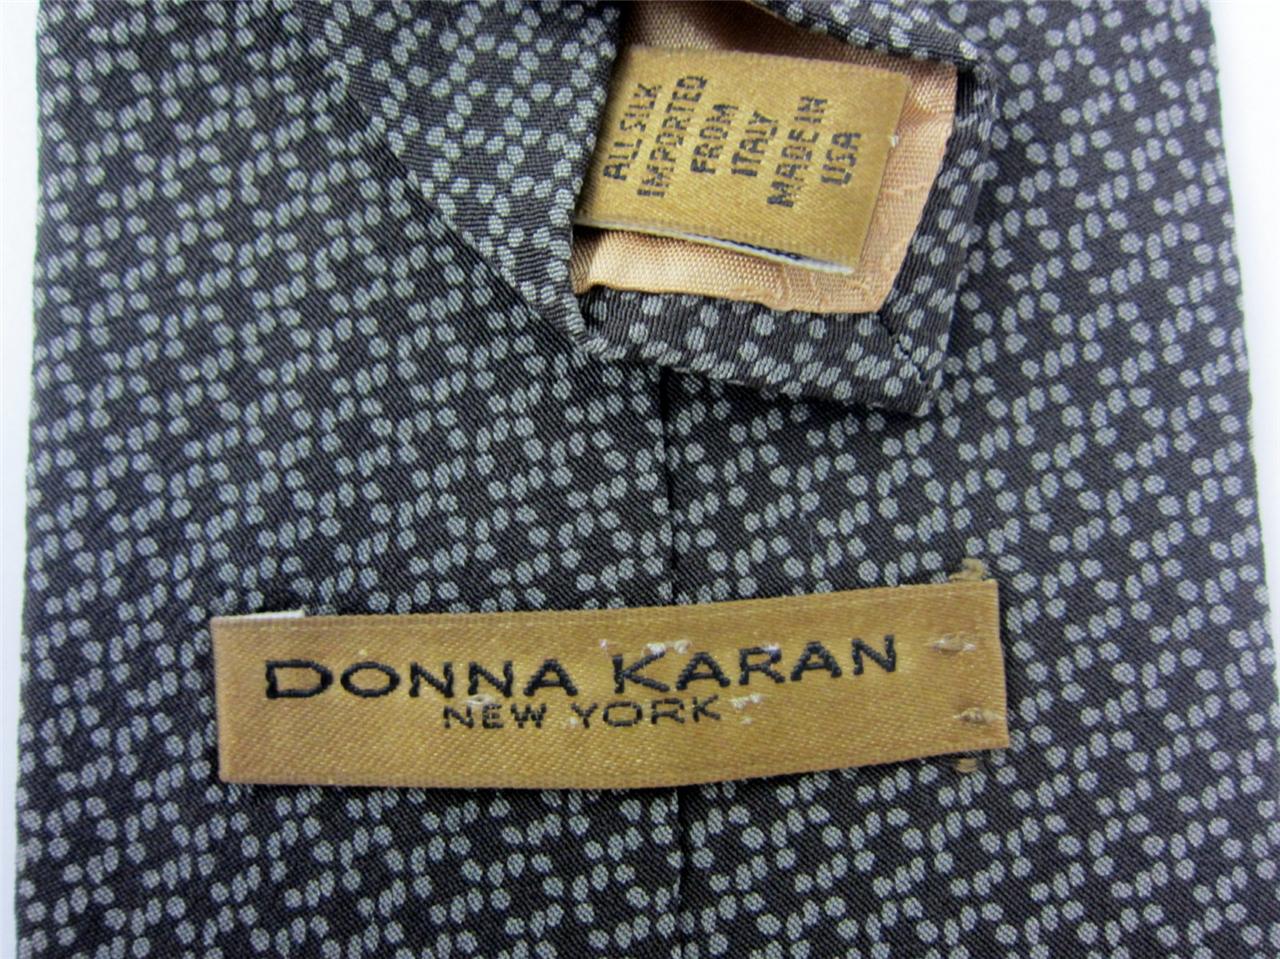 ALL SILK
IMPORTED
FROM
ITALY
MADE IN
USA
DONNA KARAN
NEW YORK